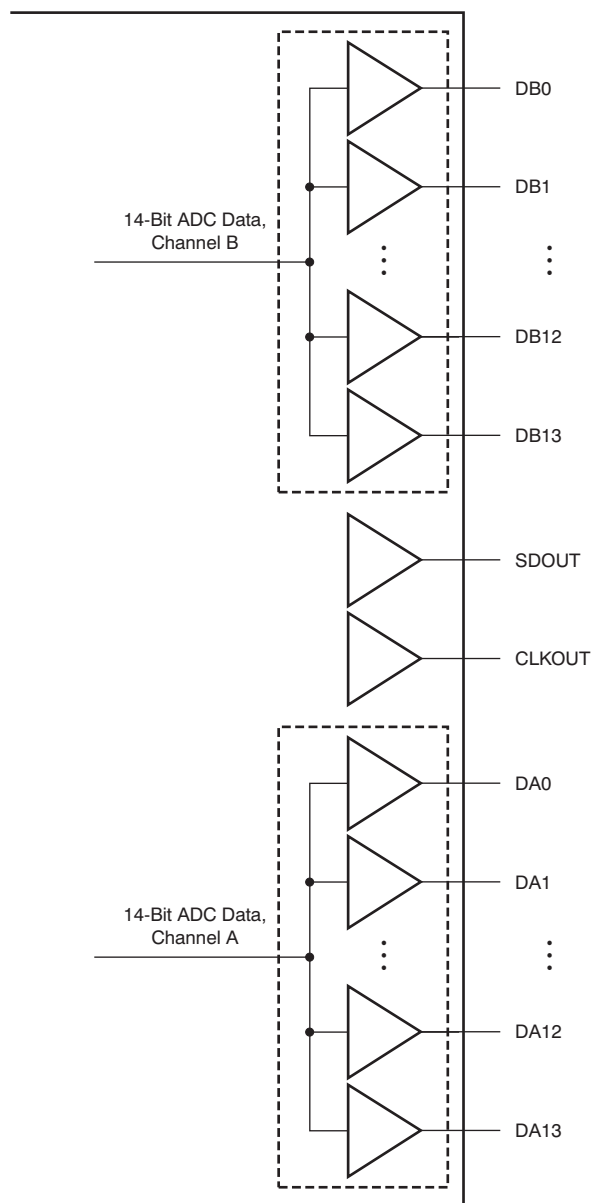 DB0
DB1
14-Bit ADC Data,
Channel B
DB12
DB13
SDOUT
CLKOUT
DA0
DA1
14-Bit ADC Data,
Channel A
DA12
DA13